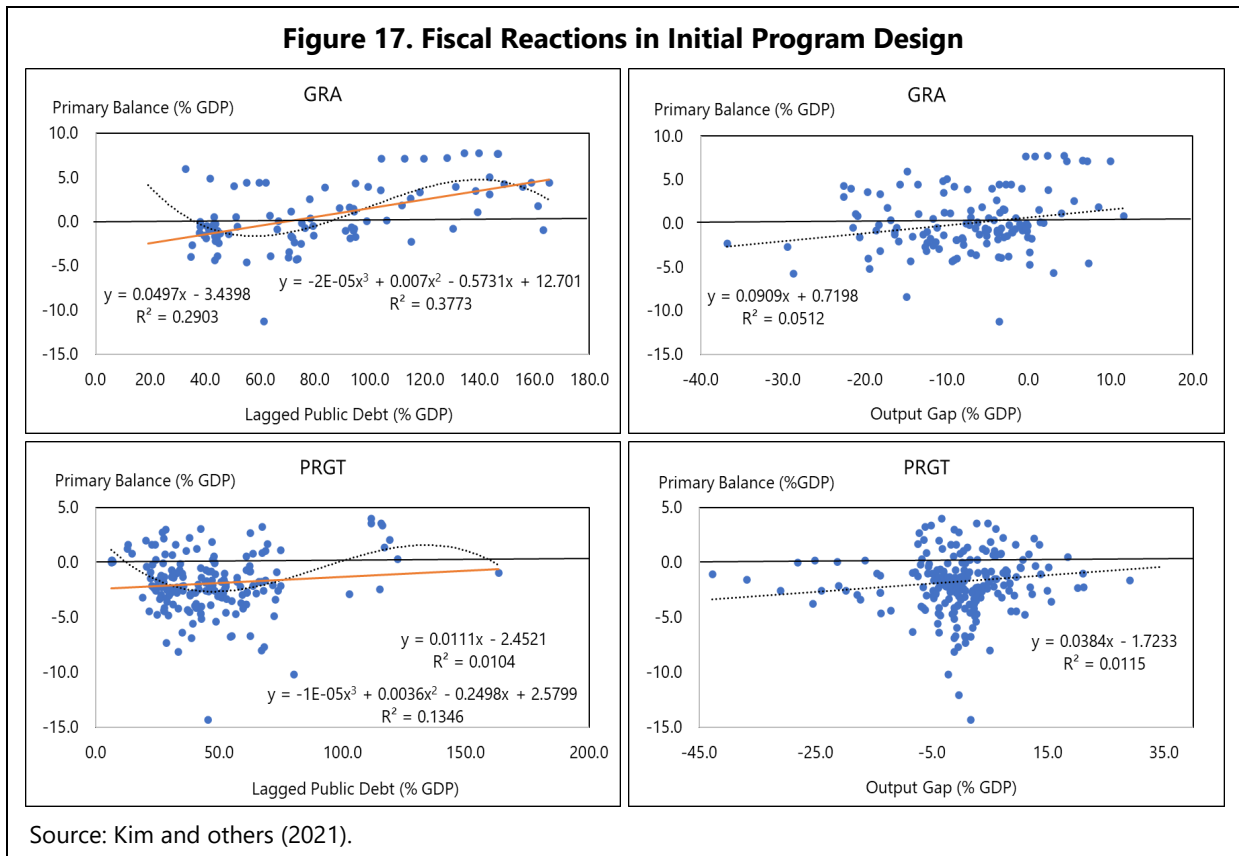 Figure 17. Fiscal Reactions in Initial Program Design
GRA
Primary Balance (% GDP)
10.0
5.0
0.0
-5.0
-10.0
-15.0
y = 0.0497x - 3.4398
R² = 0.2903
y = -2E-05x³ + 0.007x² - 0.5731x + 12.701
R² = 0.3773
0.0 20.0 40.0 60.0 80.0 100.0 120.0 140.0 160.0 180.0
Lagged Public Debt (% GDP)
GRA
Primary Balance (% GDP)
10.0
5.0
0.0
-5.0
-10.0
-15.0
y = 0.0909x + 0.7198
R² = 0.0512
-40.0 -30.0 -20.0 -10.0 0.0 10.0 20.0
Output Gap (% GDP)
PRGT
Primary Balance (% GDP)
5.0
0.0
-5.0
-10.0
-15.0
y = 0.0111x - 2.4521
R² = 0.0104
y = -1E-05x³ + 0.0036x² - 0.2498x + 2.5799
R² = 0.1346
0.0 50.0 100.0 150.0 200.0
Lagged Public Debt (% GDP)
PRGT
Primary Balance (%GDP)
5.0
0.0
-5.0
-10.0
-15.0
y = 0.0384x - 1.7233
R² = 0.0115
-45.0 -25.0 -5.0 15.0 35.0
Output Gap (% GDP)
Source: Kim and others (2021).